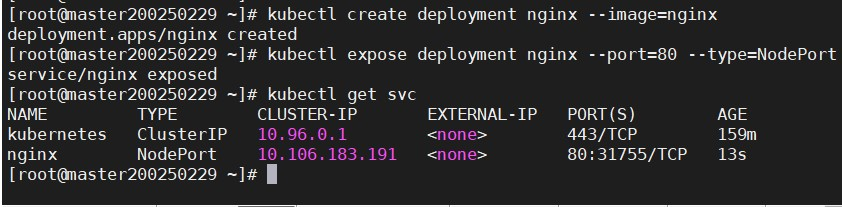 [root@master200250229 ~]# kubectl create deployment nginx --image=nginx
deployment.apps/nginx created
[root@master200250229 ~]# kubectl expose deployment nginx --port=80 --type=NodePort
service/nginx exposed
[root@master200250229 ~]# kubectl get svc
NAME         TYPE        CLUSTER-IP       EXTERNAL-IP   PORT(S)        AGE
kubernetes   ClusterIP   10.96.0.1        <none>        443/TCP        159m
nginx        NodePort    10.106.183.191   <none>        80:31755/TCP   13s
[root@master200250229 ~]#